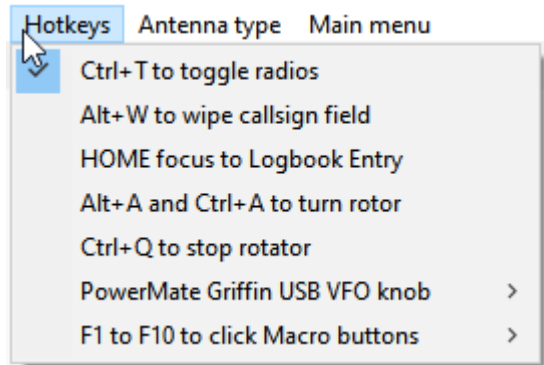 Hotkeys Antenna type Main menu
Ctrl+T to toggle radios
Alt+W to wipe callsign field
HOME focus to Logbook Entry
Alt+A and Ctrl+A to turn rotor
Ctrl+Q to stop rotator
PowerMate Griffin USB VFO knob
F1 to F10 to click Macro buttons